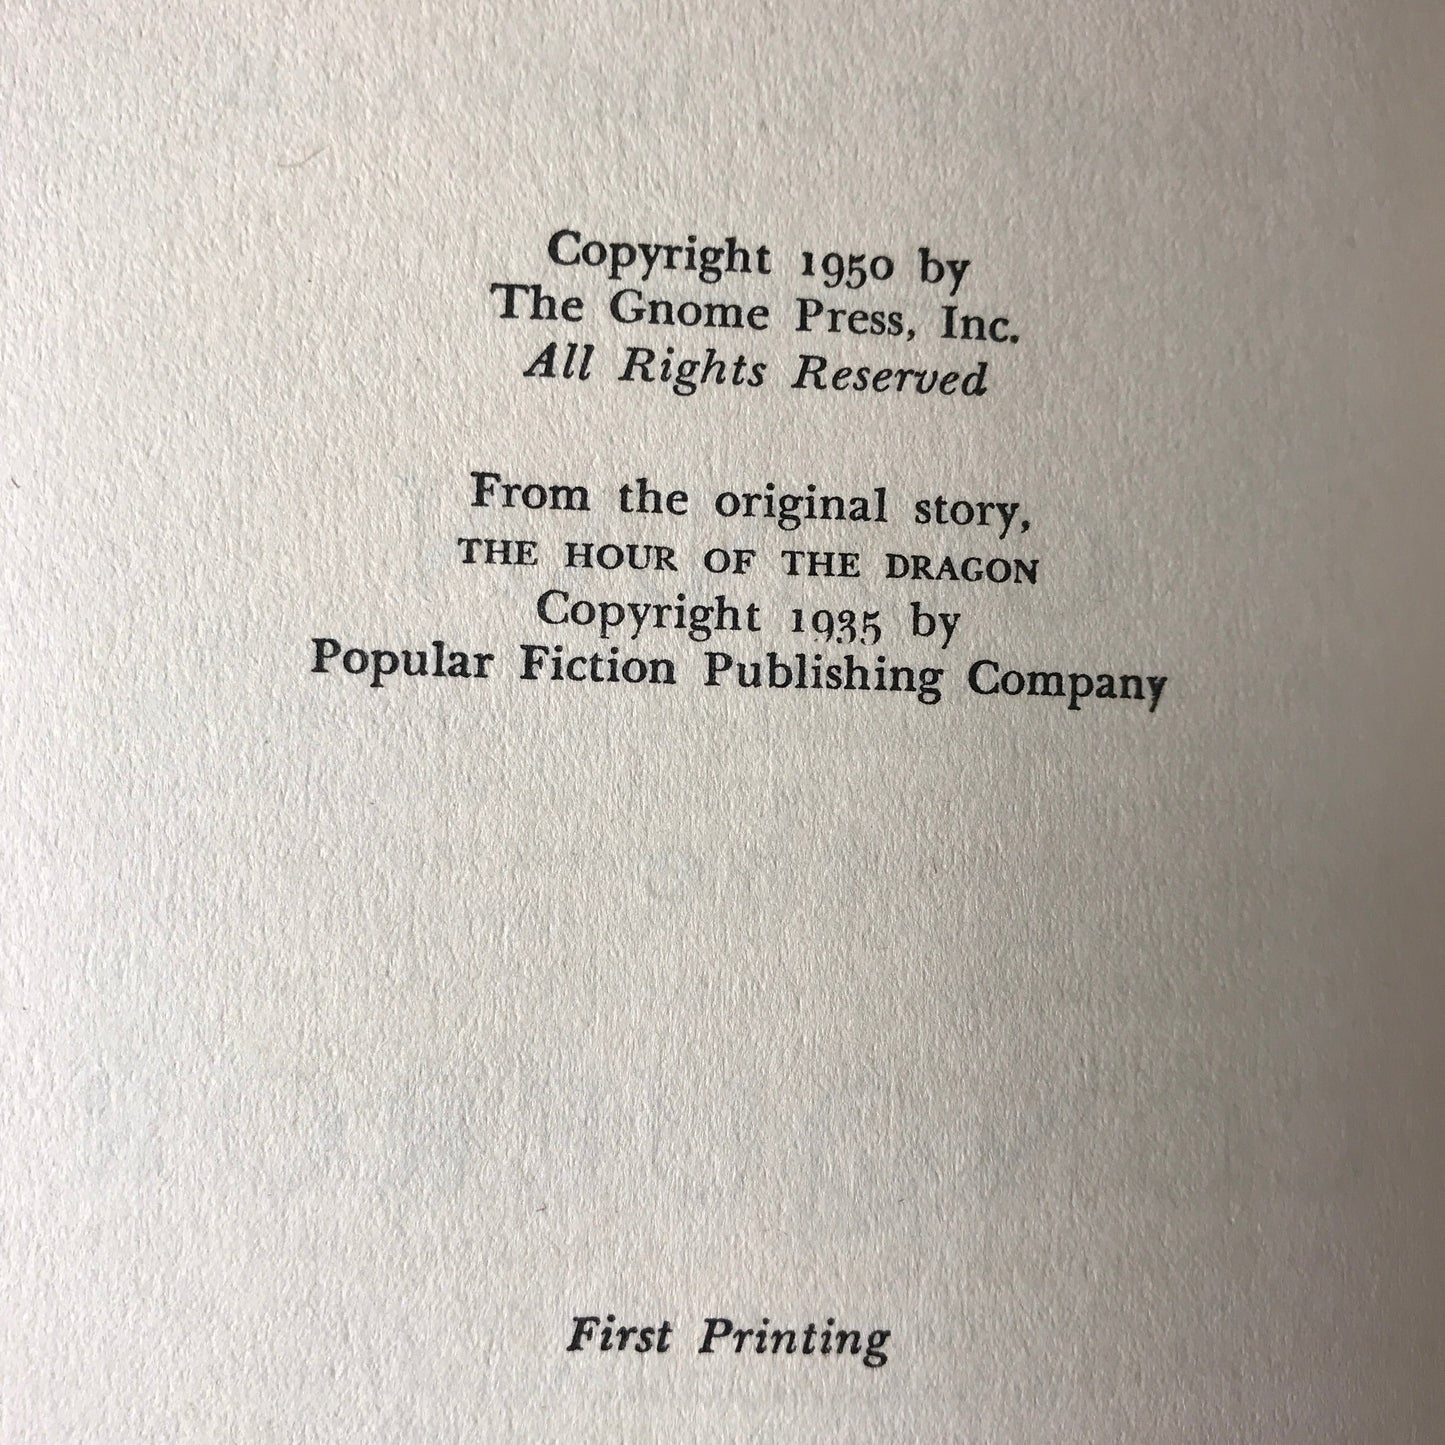 Copyright 1950 by
The Gnome Press, Inc.
All Rights Reserved
From the original story,
THE HOUR OF THE DRAGON
Copyright 1935 by
Popular Fiction Publishing Company
First Printing